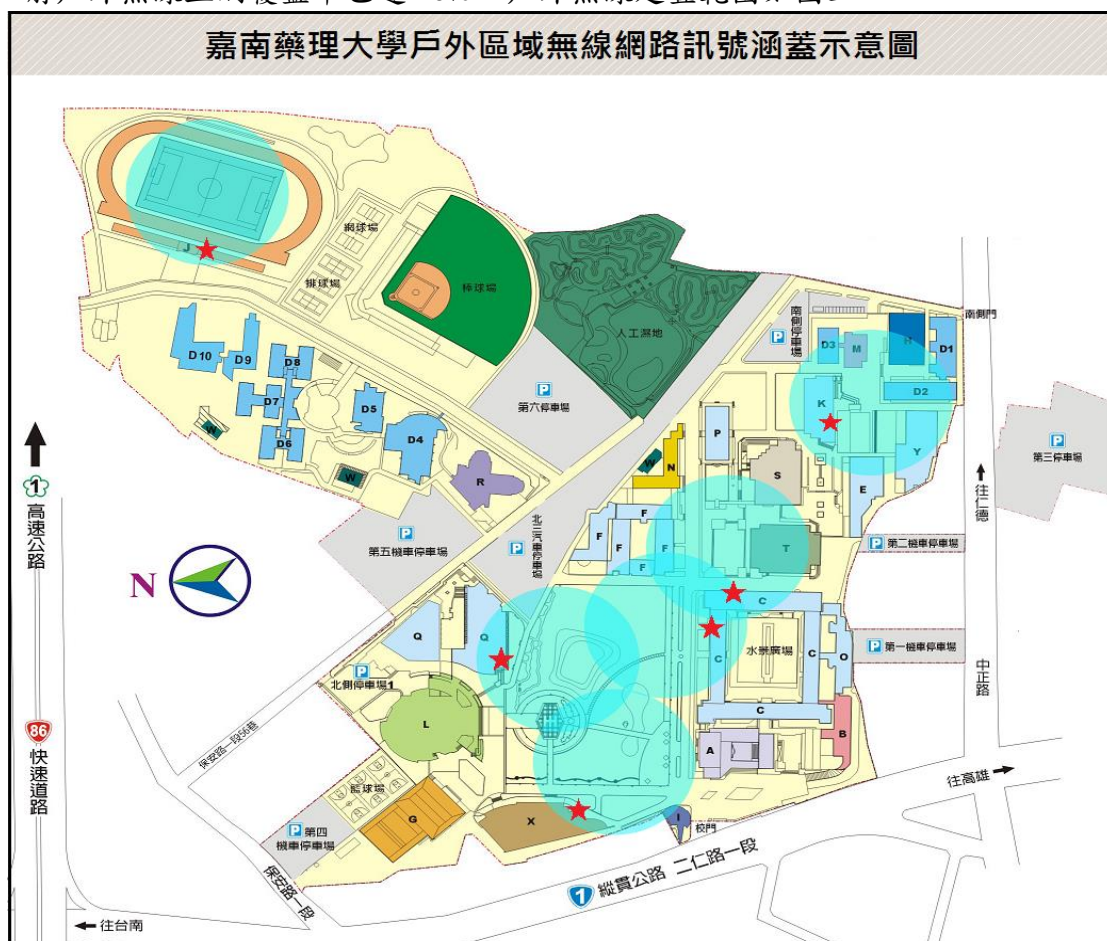 嘉南藥理大學戶外區域無線網路訊號涵蓋示意圖
J
網球場
排球場
棒球場
人工濕地
南側停車場
P
南側門
D10
D9
D8
D7
D6
D5
D4
W
W
R
P
第六停車場
D3
M
H
D1
D2
K
Y
P
第三停車場
往仁德
1
高速公路
N
P
第五機車停車場
P
北三汽車停車場
W
N
P
S
E
F
F
F
F
T
P
第二機車停車場
C
C
C
C
水景廣場
O
P
第一機車停車場
中正路
Q
Q
P
北側停車場1
L
A
B
86
快速道路
保安路一段56巷
籃球場
G
P
第四
機車停車場
X
I
校門
往高雄
1
縱貫公路 二仁路一段
保安路一段
往台南